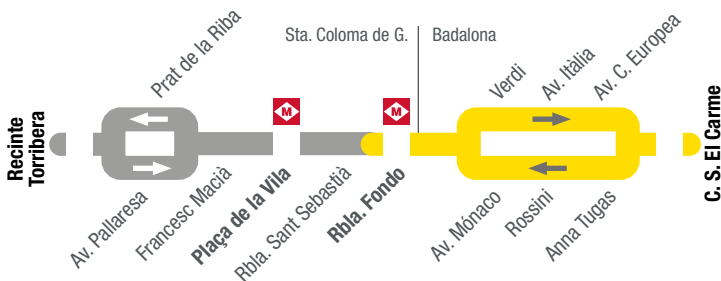 Sta. Coloma de G.
Badalona
Prat de la Riba
M
M
Verdi
Av. Itàlia
Av. C. Europea
Recinte
Torribera
C. S. El Carme
Av. Pallaresa
Francesc Macià
Plaça de la Vila
Rbla. Sant Sebastià
Rbla. Fondo
Av. Mónaco
Rossini
Anna Tugas